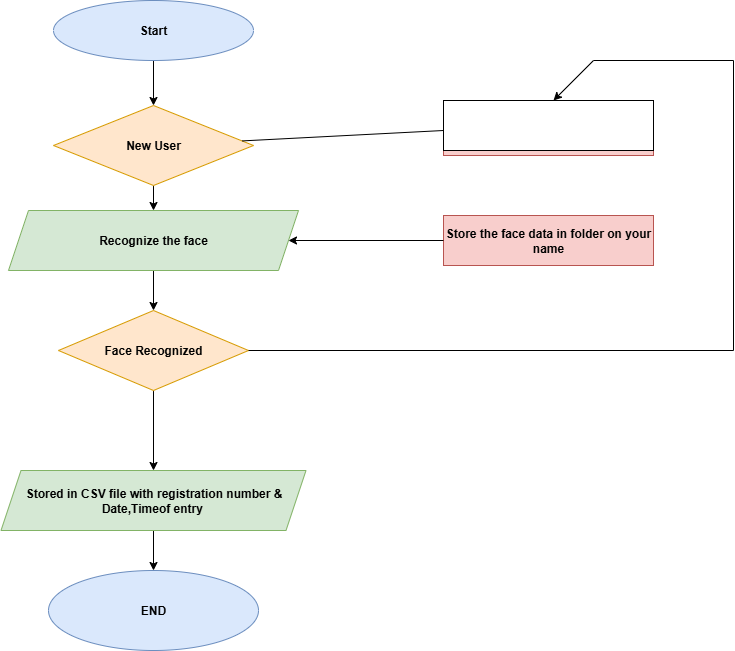 Start
New User
Recognize the face
Store the face data in folder on your
name
Face Recognized
Stored in CSV file with registration number &
Date,Timeof entry
END